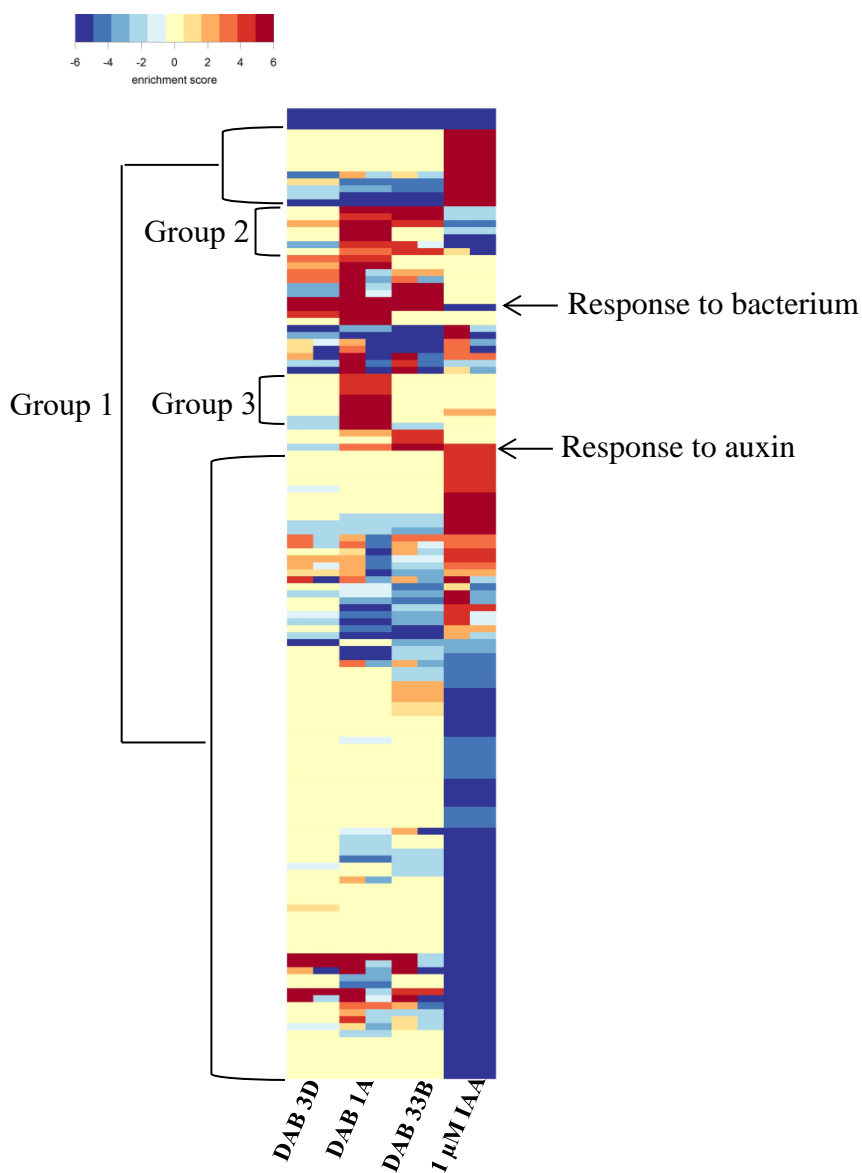 -6 -4 -2 0 2 4 6
enrichment score
Group 2
Response to bacterium
Group 1
Group 3
Response to auxin
DAB 3D
DAB 1A
DAB 33B
1 µM IAA